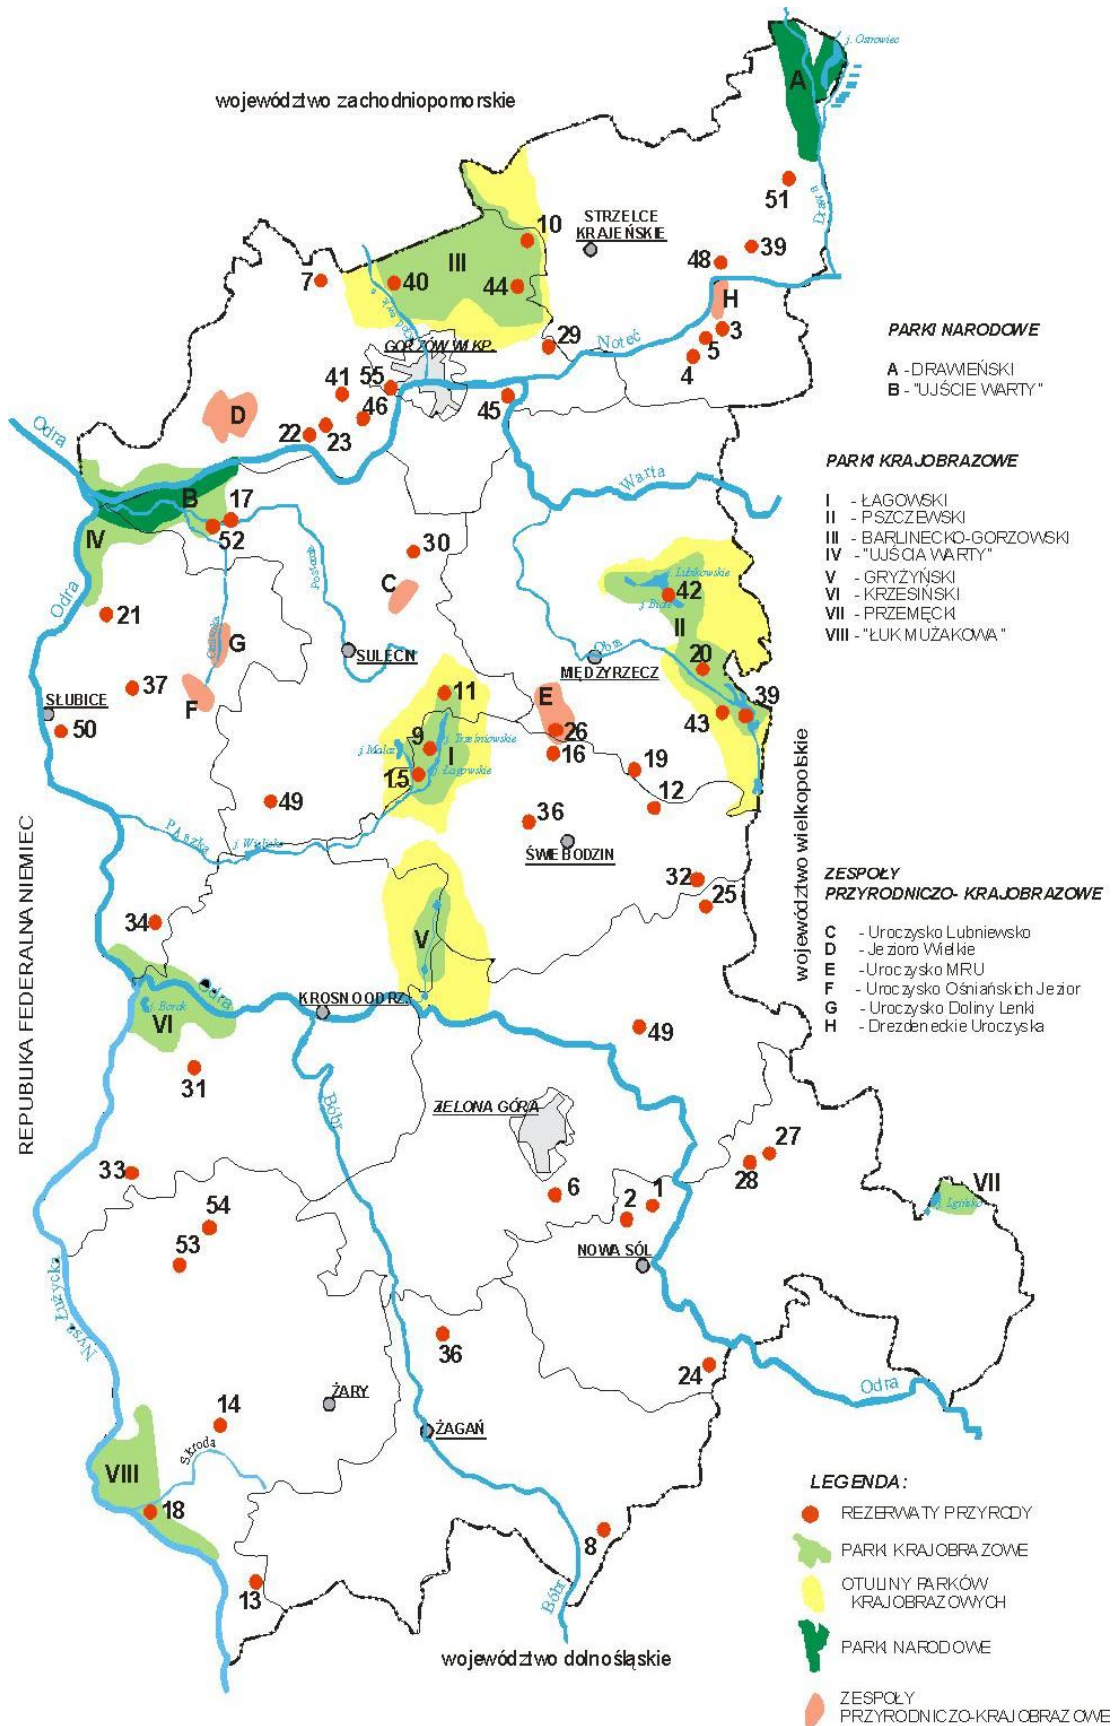 województwo zachodniopomorskie
j. Ostrowiec
A
Drawa
51
10
STRZELCE
KRAJEŃSKIE
39
48
III
7
40
44
H
3
5
4
29
Noteć
GORZÓW WLKP.
55
41
46
45
D
22
23
Odra
Warta
B
17
52
IV
30
C
Postomia
j. Lubikowskie
42
II
Odra
21
G
SULĘCIN
Obra
MIĘDZYRZECZ
20
37
F
SŁUBICE
50
11
E
26
16
43
39
9
j. Trześniowskie
I
15
j. Łagowskie
19
12
49
36
ŚWIEBODZIN
32
25
34
V
Odra
KROSNO ODRZ.
j. Borek
VI
49
31
Bóbr
ZIELONA GÓRA
27
28
33
6
1
2
VII
54
53
NOWA SÓL
Nysa Łużycka
36
24
Odra
14
ŻARY
ŻAGAŃ
Skroda
VIII
18
8
13
Bóbr
województwo dolnośląskie
REPUBLIKA FEDERALNA NIEMIEC
województwo wielkopolskie
PARKI NARODOWE
A - DRAWIEŃSKI
B - "UJŚCIE WARTY"
PARKI KRAJOBRAZOWE
I - ŁAGOWSKI
II - PSZCZEWSKI
III - BARLINECKO-GORZOWSKI
IV - "UJŚCIA WARTY"
V - GRYŻYŃSKI
VI - KRZESIŃSKI
VII - PRZEMĘCKI
VIII - "ŁUK MUŻAKOWA"
ZESPOŁY
PRZYRODNICZO- KRAJOBRAZOWE
C - Uroczysko Lubniewsko
D - Jezioro Wielkie
E - Uroczysko MRU
F - Uroczysko Ośniańskich Jezior
G - Uroczysko Doliny Lenki
H - Drezdeneckie Uroczyska
LEGENDA :
REZERWATY PRZYRODY
PARKI KRAJOBRAZOWE
OTULINY PARKÓW
KRAJOBRAZOWYCH
PARKI NARODOWE
ZESPOŁY
PRZYRODNICZO-KRAJOBRAZOWE